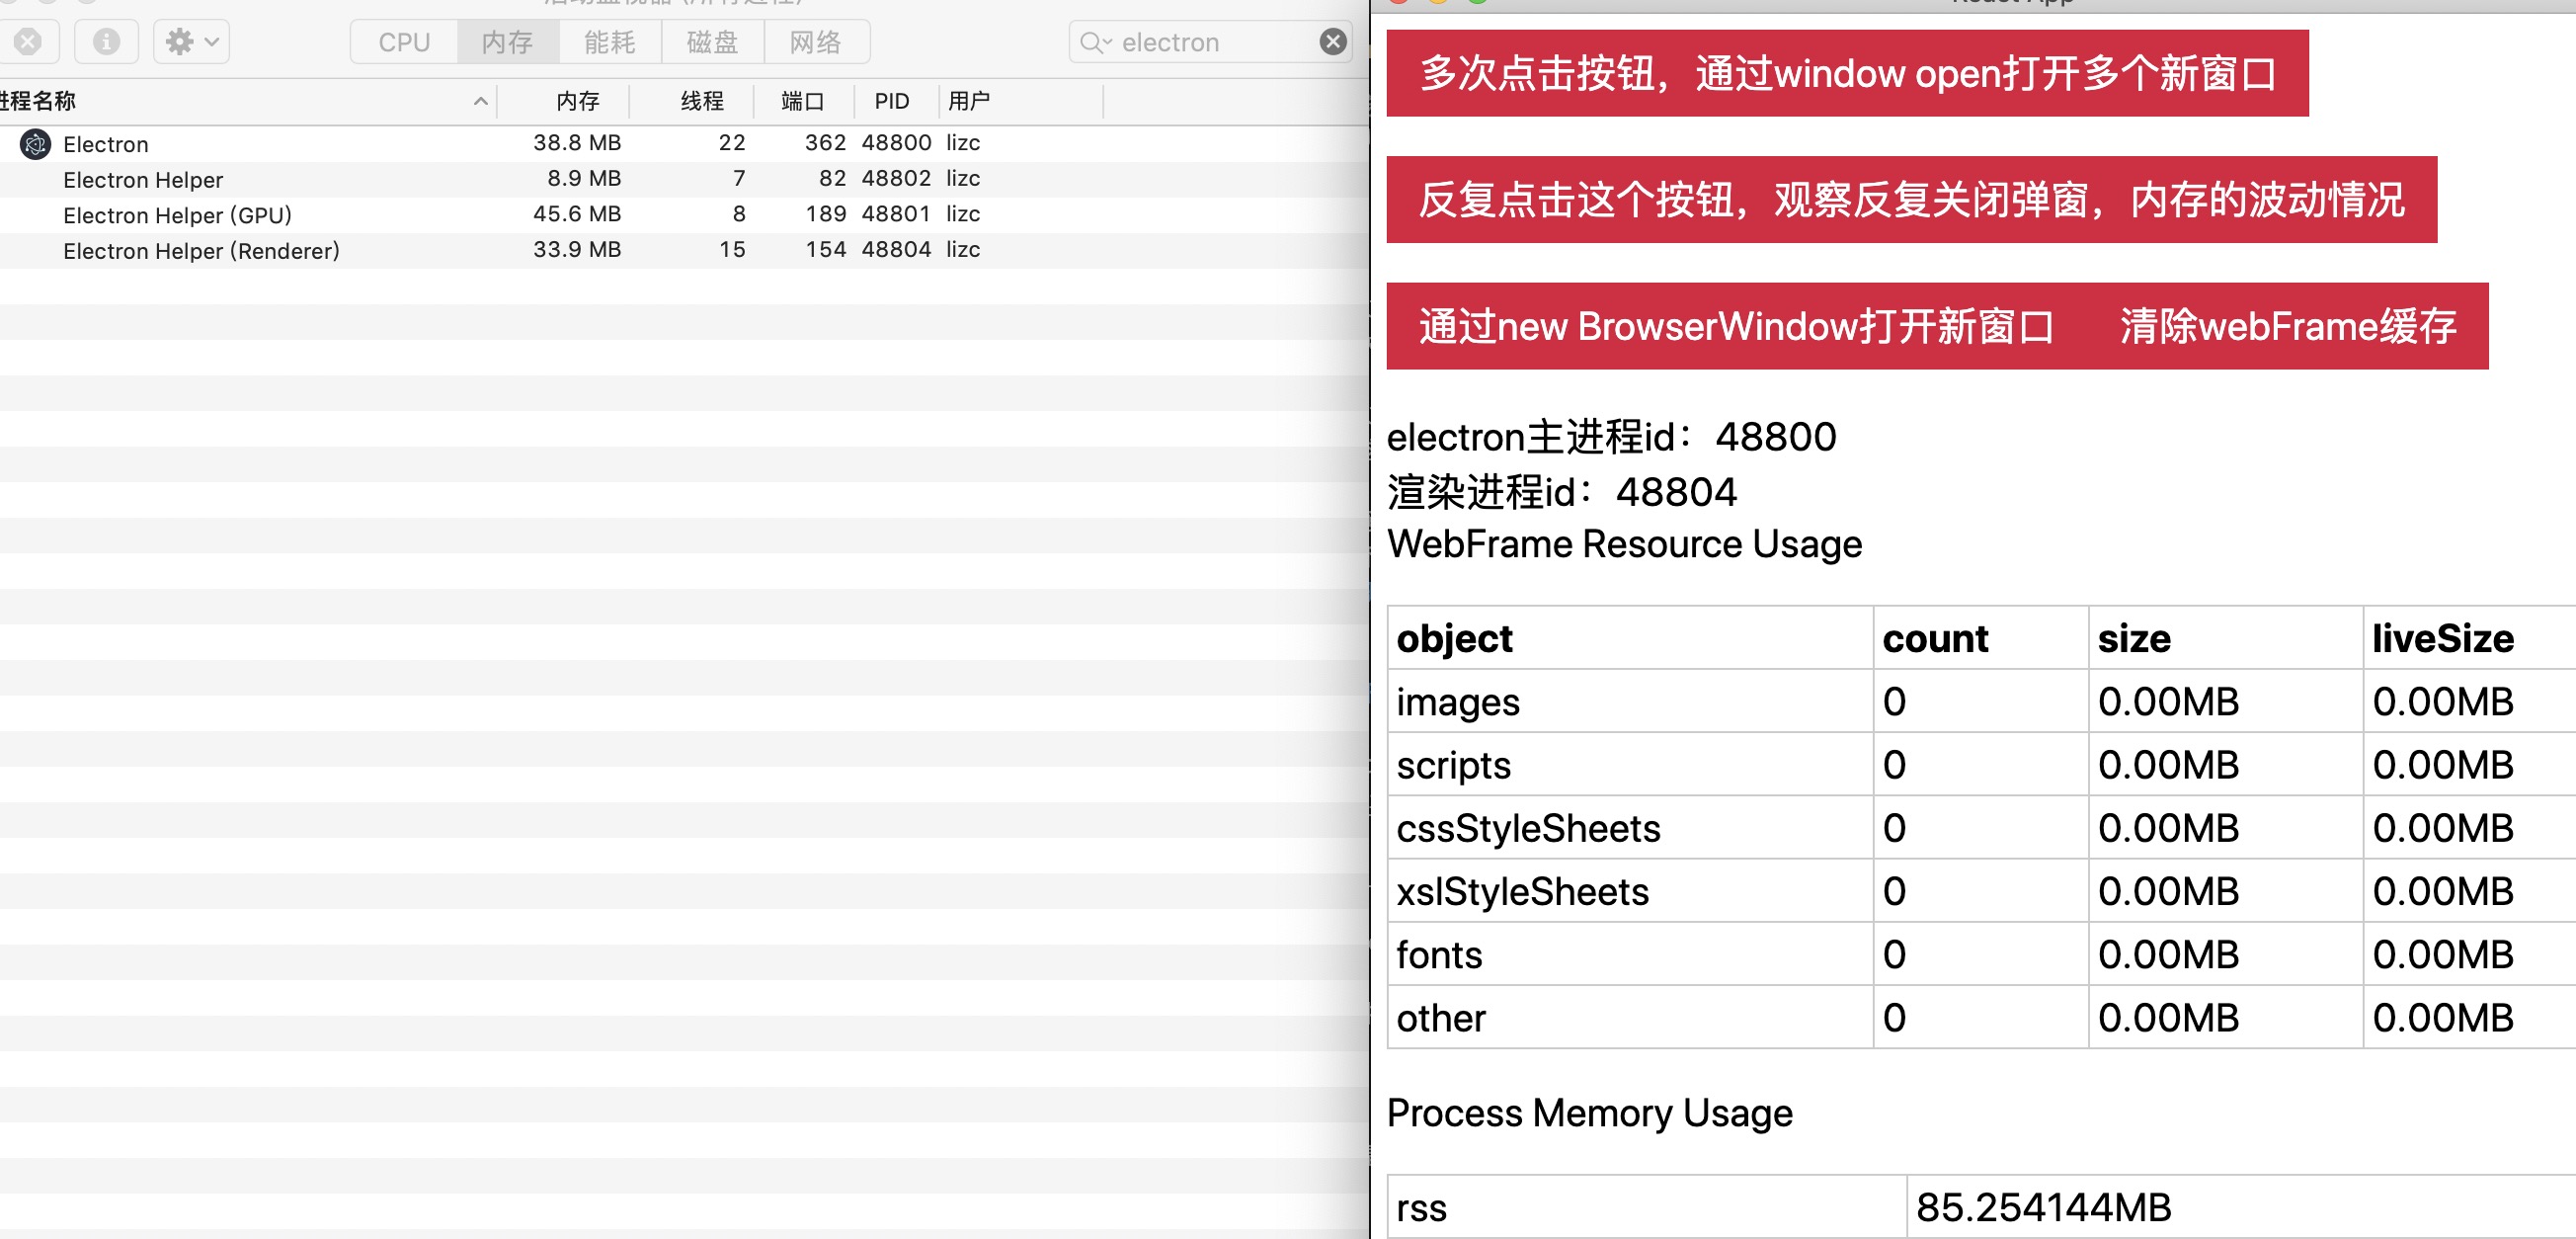 CPU 内存 能耗 磁盘 网络 electron
进程名称 内存 线程 端口 PID 用户
Electron 38.8 MB 22 362 48800 lizc
Electron Helper 8.9 MB 7 82 48802 lizc
Electron Helper (GPU) 45.6 MB 8 189 48801 lizc
Electron Helper (Renderer) 33.9 MB 15 154 48804 lizc
多次点击按钮，通过window open打开多个新窗口
反复点击这个按钮，观察反复关闭弹窗，内存的波动情况
通过new BrowserWindow打开新窗口 清除webFrame缓存
electron主进程id：48800
渲染进程id：48804
WebFrame Resource Usage
object count size liveSize
images 0 0.00MB 0.00MB
scripts 0 0.00MB 0.00MB
cssStyleSheets 0 0.00MB 0.00MB
xslStyleSheets 0 0.00MB 0.00MB
fonts 0 0.00MB 0.00MB
other 0 0.00MB 0.00MB
Process Memory Usage
rss 85.254144MB